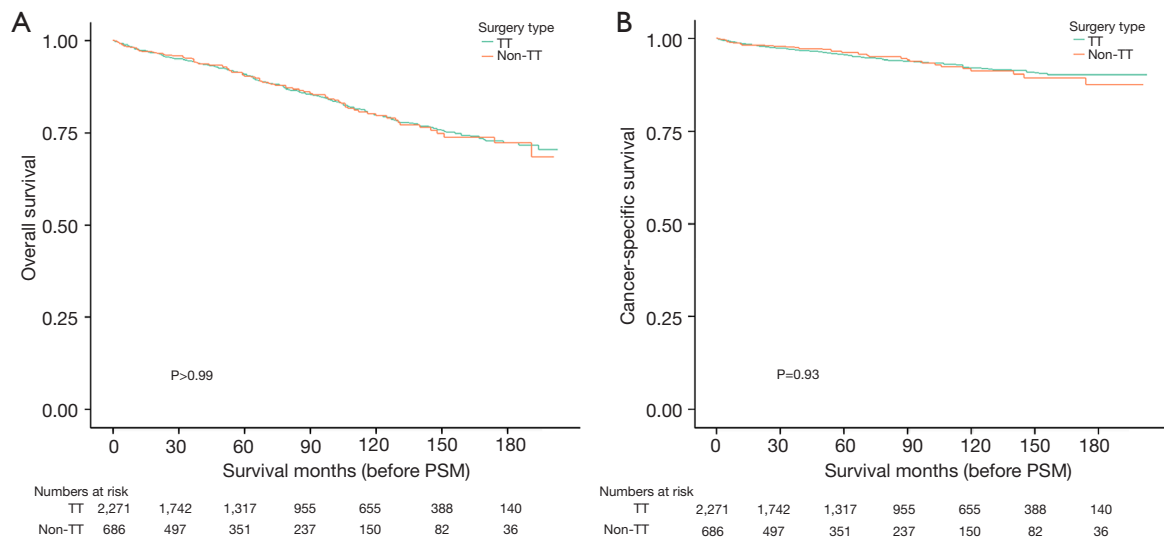 A
Overall survival
1.00
0.75
0.50
0.25
0.00
Surgery type
TT
Non-TT
P>0.99
0 30 60 90 120 150 180
Survival months (before PSM)
Numbers at risk
TT 2,271 1,742 1,317 955 655 388 140
Non-TT 686 497 351 237 150 82 36
B
Cancer-specific survival
1.00
0.75
0.50
0.25
0.00
Surgery type
TT
Non-TT
P=0.93
0 30 60 90 120 150 180
Survival months (before PSM)
Numbers at risk
TT 2,271 1,742 1,317 955 655 388 140
Non-TT 686 497 351 237 150 82 36